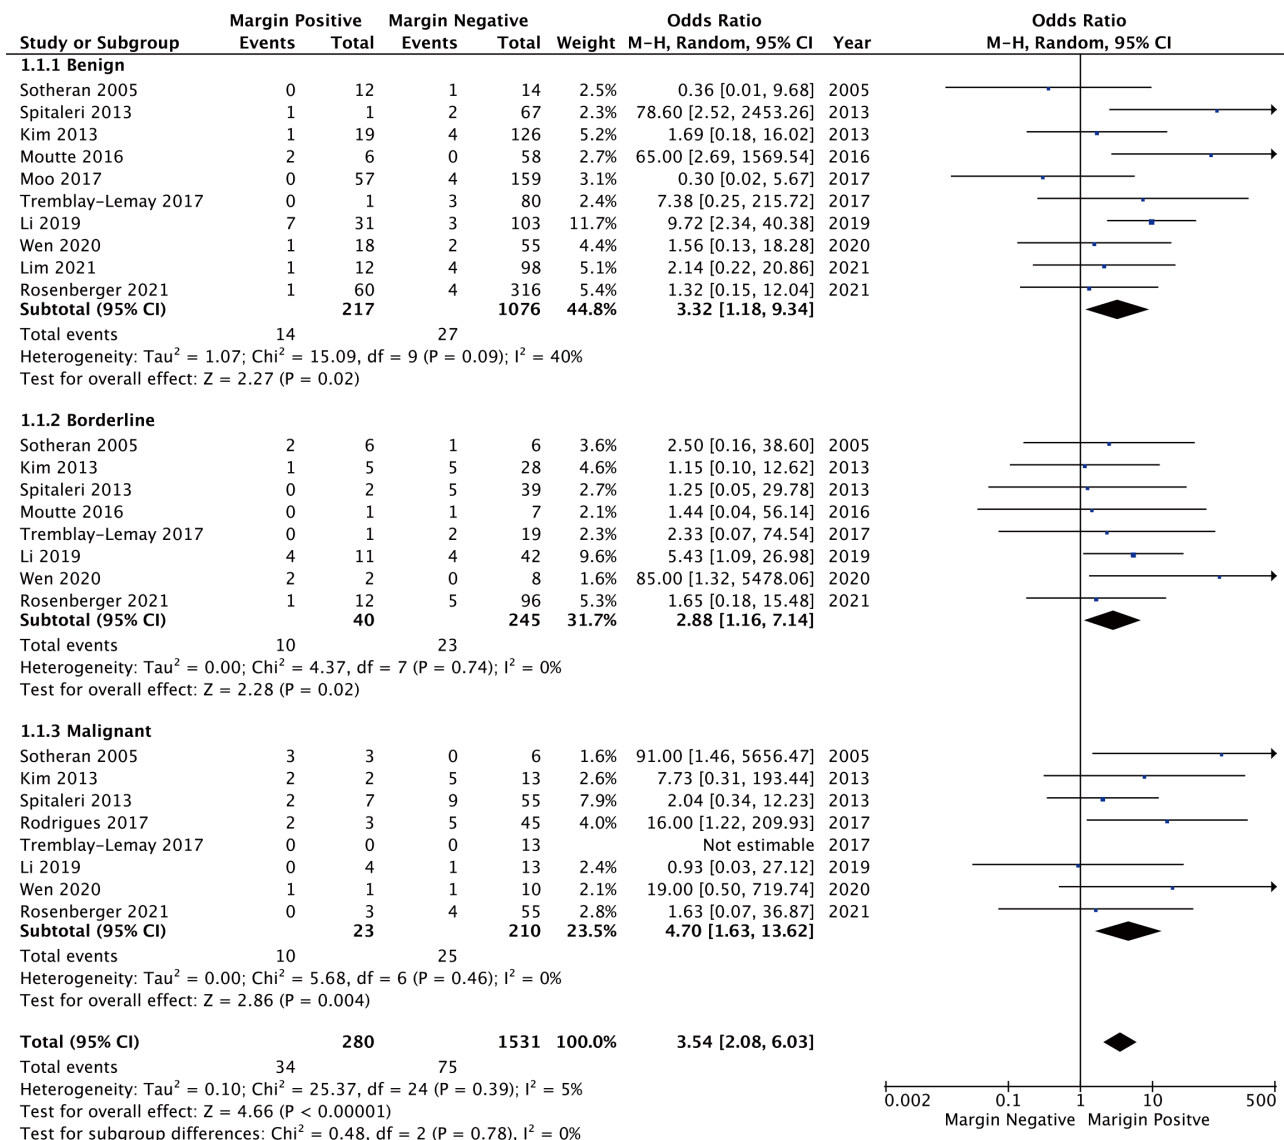 Margin Positive Margin Negative Odds Ratio Odds Ratio
Study or Subgroup Events Total Events Total Weight M-H, Random, 95% CI Year M-H, Random, 95% CI
1.1.1 Benign
Sotheran 2005 0 12 1 14 2.5% 0.36 [0.01, 9.68] 2005
Spitaleri 2013 1 1 2 67 2.3% 78.60 [2.52, 2453.26] 2013
Kim 2013 1 19 4 126 5.2% 1.69 [0.18, 16.02] 2013
Moutte 2016 2 6 0 58 2.7% 65.00 [2.69, 1569.54] 2016
Moo 2017 0 57 4 159 3.1% 0.30 [0.02, 5.67] 2017
Tremblay-Lemay 2017 0 1 3 80 2.4% 7.38 [0.25, 215.72] 2017
Li 2019 7 31 3 103 11.7% 9.72 [2.34, 40.38] 2019
Wen 2020 1 18 2 55 4.4% 1.56 [0.13, 18.28] 2020
Lim 2021 1 12 4 98 5.1% 2.14 [0.22, 20.86] 2021
Rosenberger 2021 1 60 4 316 5.4% 1.32 [0.15, 12.04] 2021
Subtotal (95% CI) 217 1076 44.8% 3.32 [1.18, 9.34]
Total events 14 27
Heterogeneity: Tau² = 1.07; Chi² = 15.09, df = 9 (P = 0.09); I² = 40%
Test for overall effect: Z = 2.27 (P = 0.02)
1.1.2 Borderline
Sotheran 2005 2 6 1 6 3.6% 2.50 [0.16, 38.60] 2005
Kim 2013 1 5 5 28 4.6% 1.15 [0.10, 12.62] 2013
Spitaleri 2013 0 2 5 39 2.7% 1.25 [0.05, 29.78] 2013
Moutte 2016 0 1 1 7 2.1% 1.44 [0.04, 56.14] 2016
Tremblay-Lemay 2017 0 1 2 19 2.3% 2.33 [0.07, 74.54] 2017
Li 2019 4 11 4 42 9.6% 5.43 [1.09, 26.98] 2019
Wen 2020 2 2 0 8 1.6% 85.00 [1.32, 5478.06] 2020
Rosenberger 2021 1 12 5 96 5.3% 1.65 [0.18, 15.48] 2021
Subtotal (95% CI) 40 245 31.7% 2.88 [1.16, 7.14]
Total events 10 23
Heterogeneity: Tau² = 0.00; Chi² = 4.37, df = 7 (P = 0.74); I² = 0%
Test for overall effect: Z = 2.28 (P = 0.02)
1.1.3 Malignant
Sotheran 2005 3 3 0 6 1.6% 91.00 [1.46, 5656.47] 2005
Kim 2013 2 2 5 13 2.6% 7.73 [0.31, 193.44] 2013
Spitaleri 2013 2 7 9 55 7.9% 2.04 [0.34, 12.23] 2013
Rodrigues 2017 2 3 5 45 4.0% 16.00 [1.22, 209.93] 2017
Tremblay-Lemay 2017 0 0 0 13 Not estimable 2017
Li 2019 0 4 1 13 2.4% 0.93 [0.03, 27.12] 2019
Wen 2020 1 1 1 10 2.1% 19.00 [0.50, 719.74] 2020
Rosenberger 2021 0 3 4 55 2.8% 1.63 [0.07, 36.87] 2021
Subtotal (95% CI) 23 210 23.5% 4.70 [1.63, 13.62]
Total events 10 25
Heterogeneity: Tau² = 0.00; Chi² = 5.68, df = 6 (P = 0.46); I² = 0%
Test for overall effect: Z = 2.86 (P = 0.004)
Total (95% CI) 280 1531 100.0% 3.54 [2.08, 6.03]
Total events 34 75
Heterogeneity: Tau² = 0.10; Chi² = 25.37, df = 24 (P = 0.39); I² = 5%
Test for overall effect: Z = 4.66 (P < 0.00001)
Test for subgroup differences: Chi² = 0.48, df = 2 (P = 0.78), I² = 0%
0.002 0.1 1 10 500
Margin Negative Marigin Positve